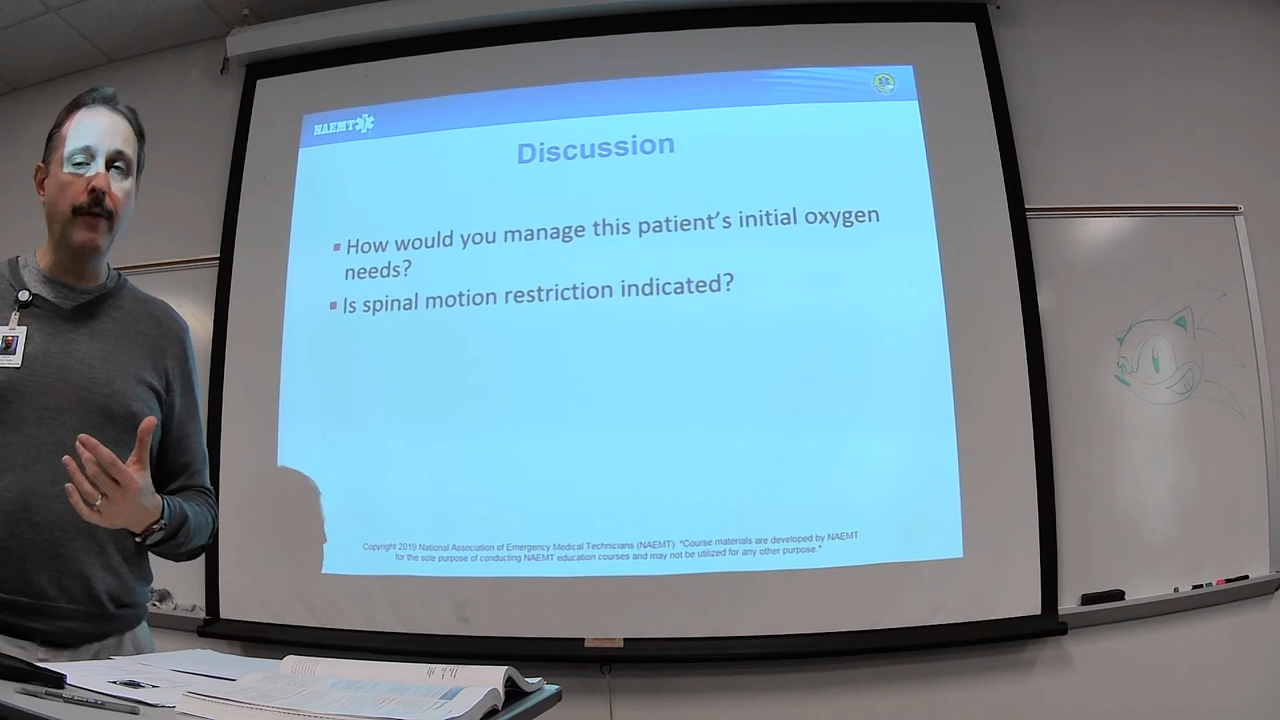 NAEMT
Discussion
▪ How would you manage this patient's initial oxygen
needs?
▪ Is spinal motion restriction indicated?
Copyright 2019 National Association of Emergency Medical Technicians (NAEMT). "Course materials are developed by NAEMT
for the sole purpose of conducting NAEMT education courses and may not be utilized for any other purpose."